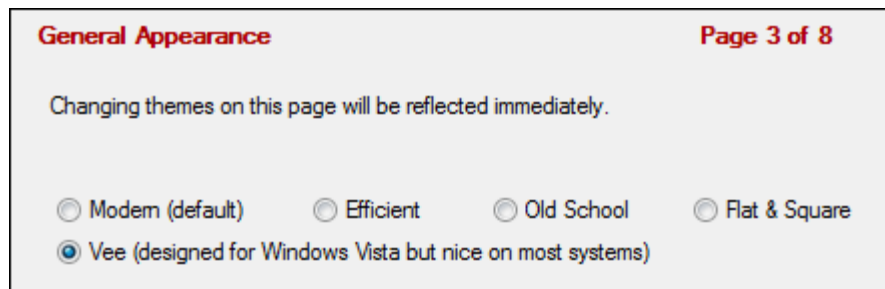 General Appearance Page 3 of 8
Changing themes on this page will be reflected immediately.
Modern (default) Efficient Old School Flat & Square
Vee (designed for Windows Vista but nice on most systems)